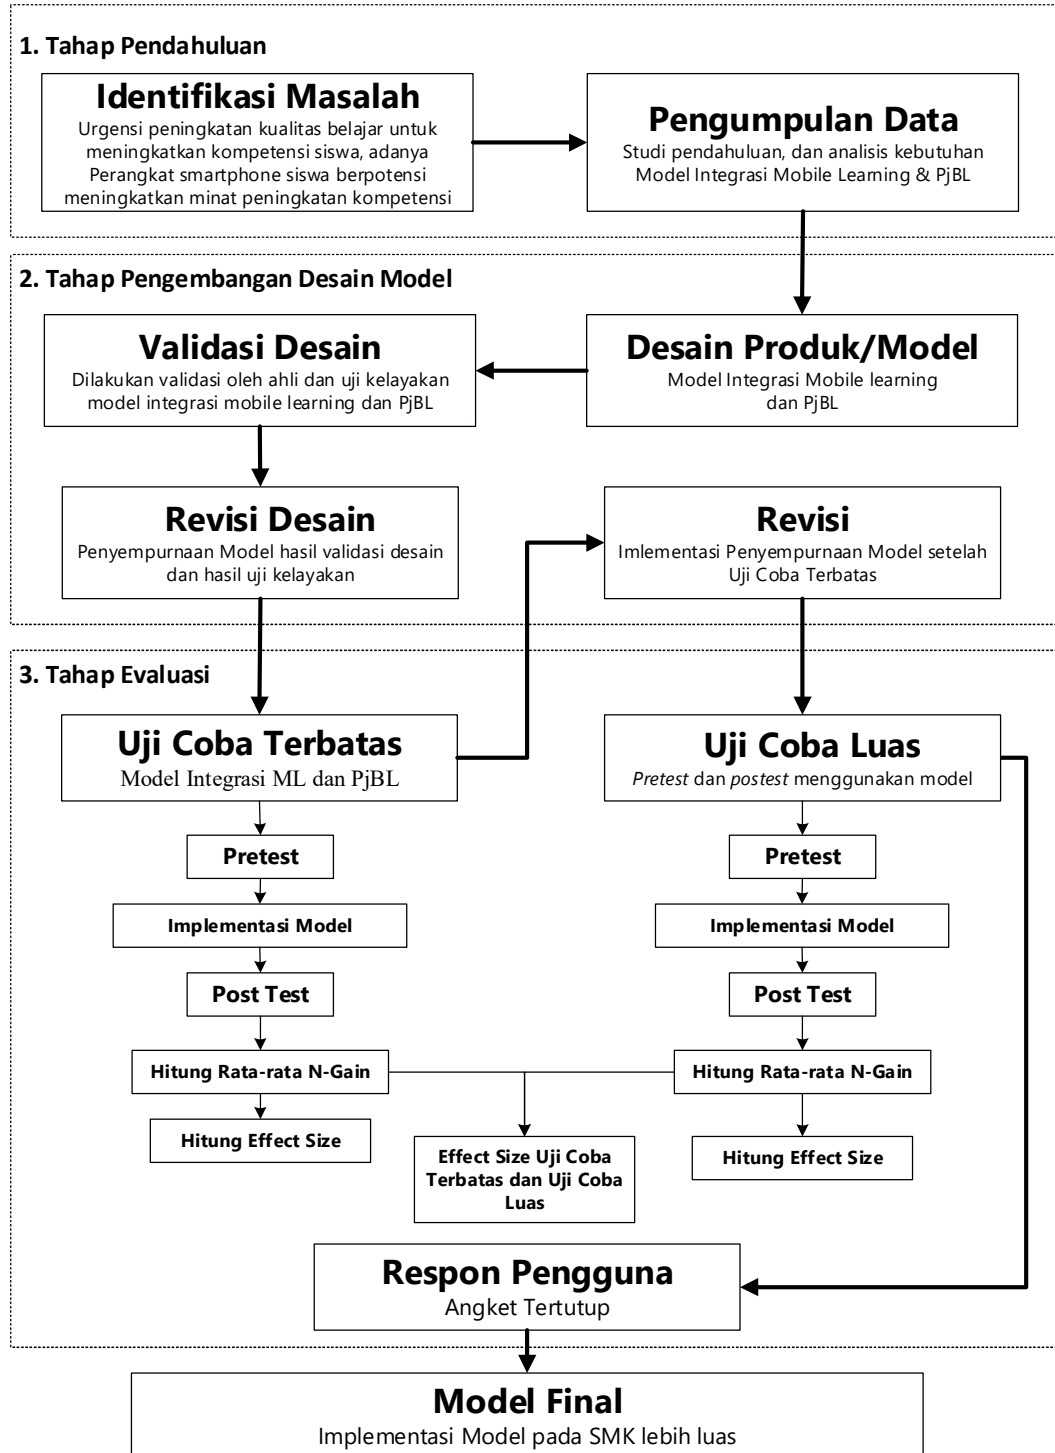 1. Tahap Pendahuluan
Identifikasi Masalah
Urgensi peningkatan kualitas belajar untuk
meningkatkan kompetensi siswa, adanya
Perangkat smartphone siswa berpotensi
meningkatkan minat peningkatan kompetensi
Pengumpulan Data
Studi pendahuluan, dan analisis kebutuhan
Model Integrasi Mobile Learning & PjBL
2. Tahap Pengembangan Desain Model
Validasi Desain
Dilakukan validasi oleh ahli dan uji kelayakan
model integrasi mobile learning dan PjBL
Desain Produk/Model
Model Integrasi Mobile learning
dan PjBL
Revisi Desain
Penyempurnaan Model hasil validasi desain
dan hasil uji kelayakan
Revisi
Imlementasi Penyempurnaan Model setelah
Uji Coba Terbatas
3. Tahap Evaluasi
Uji Coba Terbatas
Model Integrasi ML dan PjBL
Uji Coba Luas
Pretest dan postest menggunakan model
Pretest
Pretest
Implementasi Model
Implementasi Model
Post Test
Post Test
Hitung Rata-rata N-Gain
Hitung Rata-rata N-Gain
Hitung Effect Size
Effect Size Uji Coba
Terbatas dan Uji Coba
Luas
Hitung Effect Size
Respon Pengguna
Angket Tertutup
Model Final
Implementasi Model pada SMK lebih luas